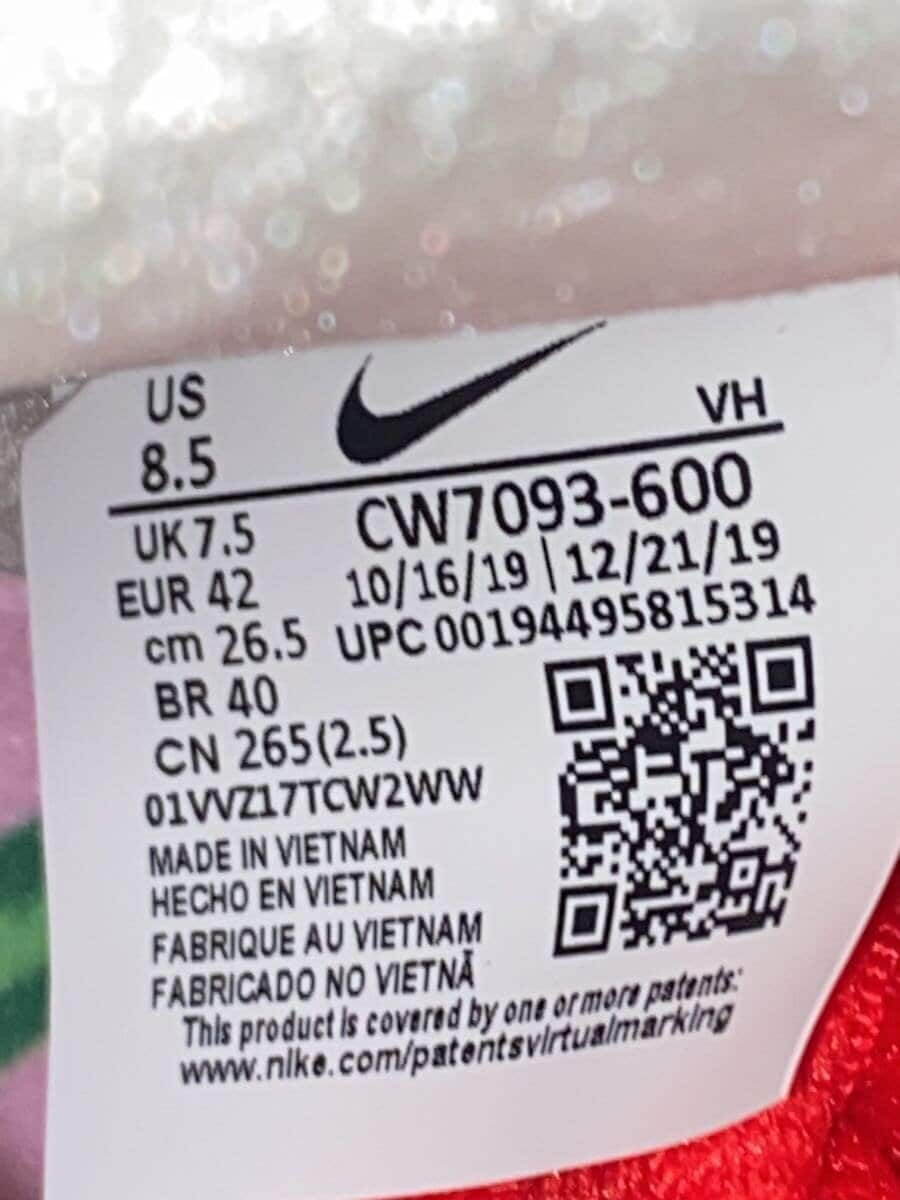 US
VH
8.5
CW7093-600
UK 7.5
10/16/19 | 12/21/19
EUR 42
UPC 00194495815314
cm 26.5
BR 40
CN 265(2.5)
01VVZ17TCW2WW
MADE IN VIETNAM
HECHO EN VIETNAM
FABRIQUE AU VIETNAM
FABRICADO NO VIETNÃ
This product is covered by one or more patents:
www.nike.com/patentsvirtualmarking